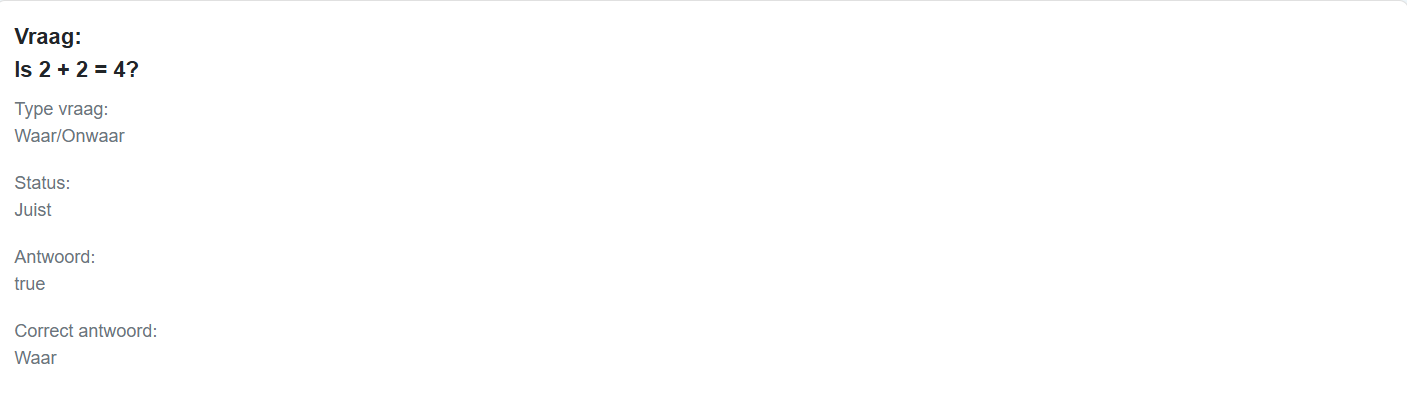 Vraag:
Is 2 + 2 = 4?
Type vraag:
Waar/Onwaar
Status:
Juist
Antwoord:
true
Correct antwoord:
Waar